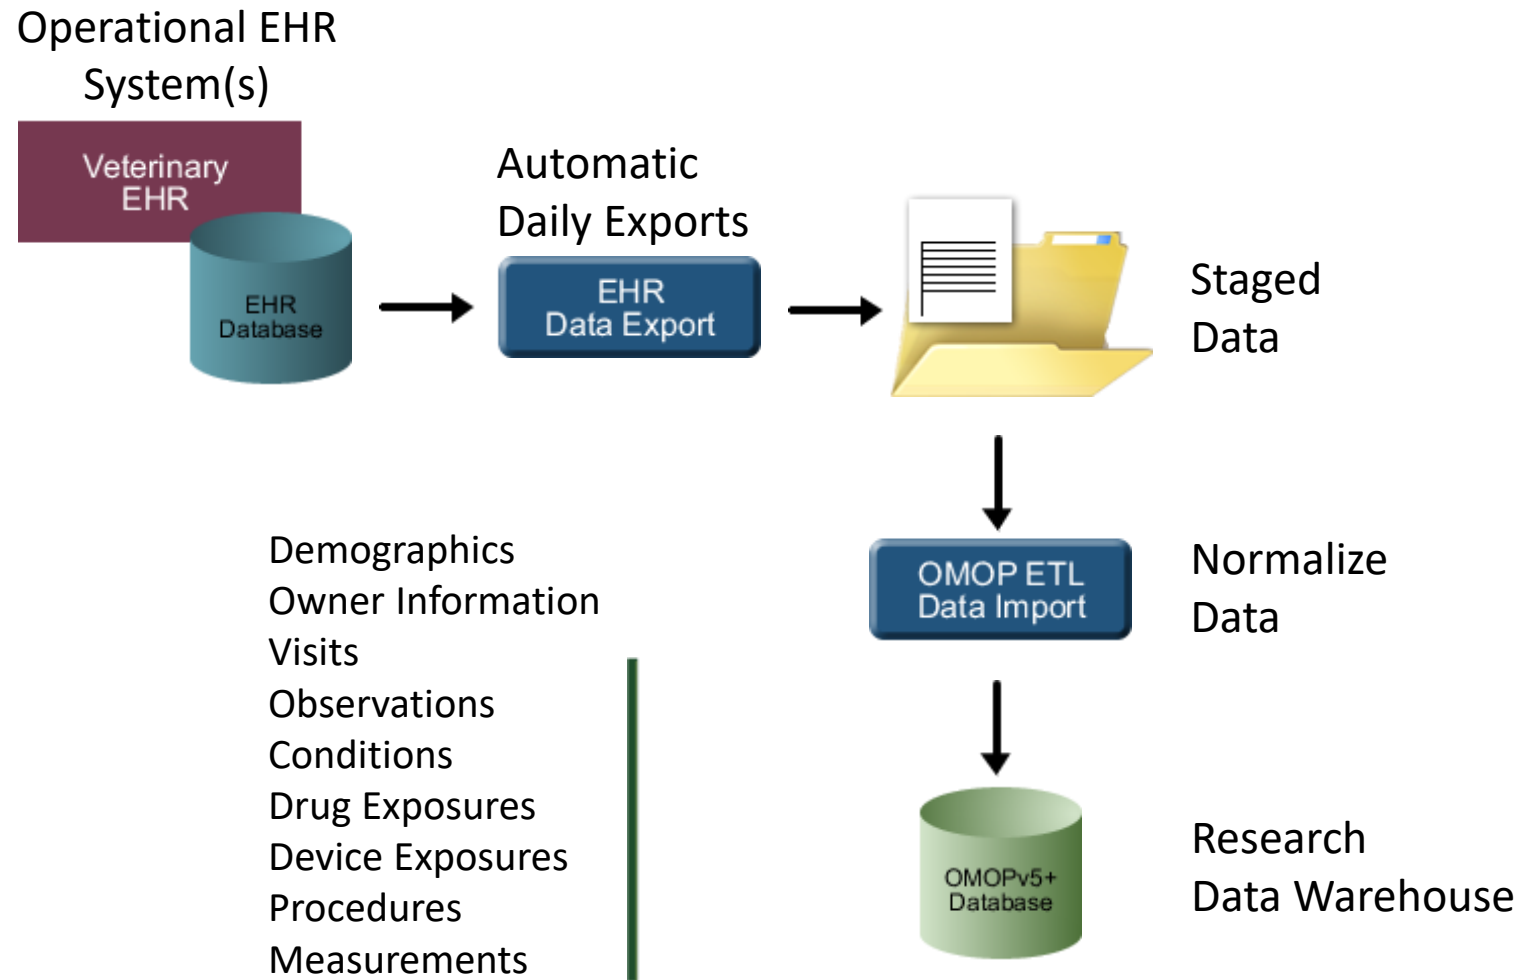 Operational EHR
System(s)
Veterinary
EHR
EHR
Database
Automatic
Daily Exports
EHR
Data Export
Staged
Data
OMOP ETL
Data Import
Normalize
Data
Demographics
Owner Information
Visits
Observations
Conditions
Drug Exposures
Device Exposures
Procedures
Measurements
OMOPv5+
Database
Research
Data Warehouse